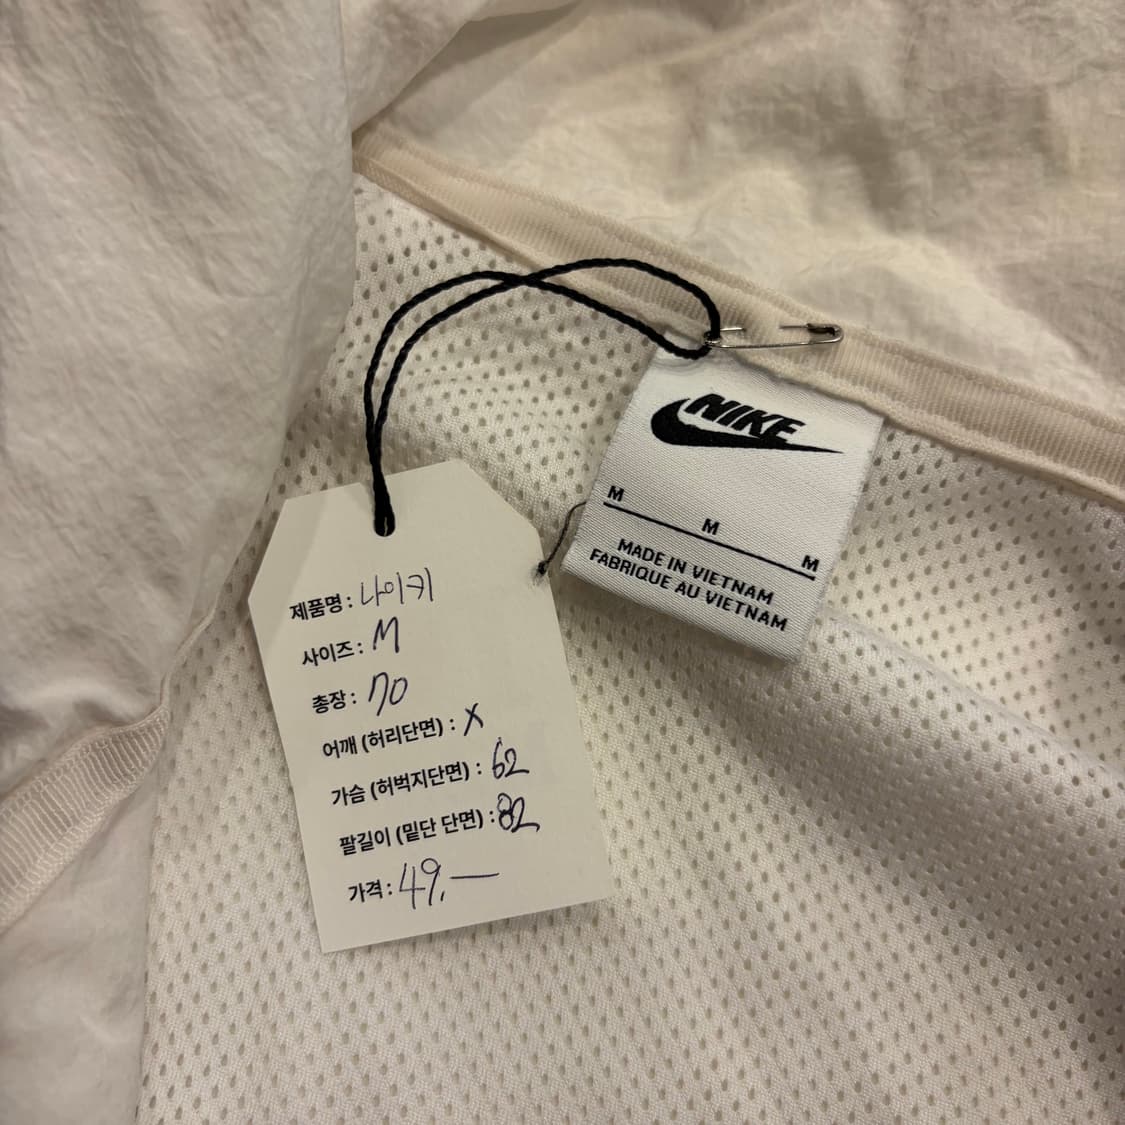 NIKE
M
M
M
MADE IN VIETNAM
FABRIQUE AU VIETNAM
제품명 : 나이키
사이즈 : M
총장 : 70
어깨 (허리단면) : X
가슴 (허벅지단면) : 62
팔길이 (밑단 단면) : 82
가격 : 49,—